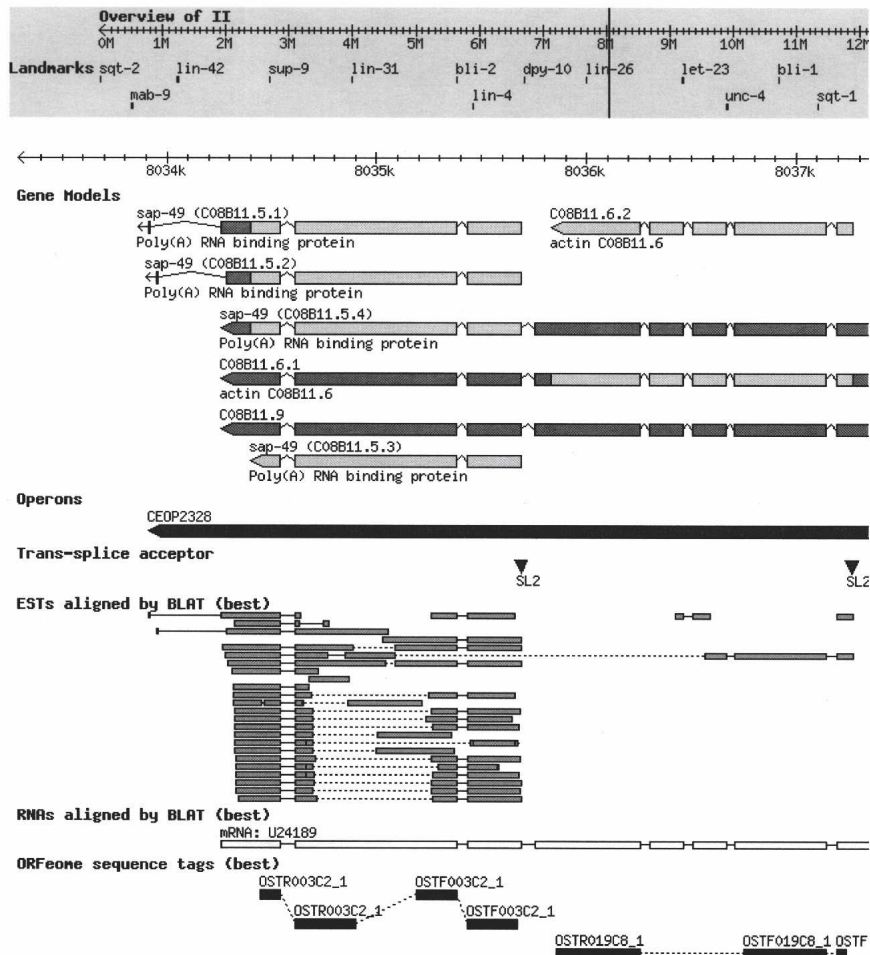 Overview of II
0M 1M 2M 3M 4M 5M 6M 7M 8M 9M 10M 11M 12M
Landmarks sqt-2 lin-42 sup-9 lin-31 bli-2 dpy-10 lin-26 let-23 bli-1
mab-9 lin-4 unc-4 sqt-1
8034k 8035k 8036k 8037k
Gene Models
sap-49 (C08B11.5.1) C08B11.6.2
Poly(A) RNA binding protein actin C08B11.6
sap-49 (C08B11.5.2)
Poly(A) RNA binding protein
sap-49 (C08B11.5.4)
Poly(A) RNA binding protein
C08B11.6.1
actin C08B11.6
C08B11.9
sap-49 (C08B11.5.3)
Poly(A) RNA binding protein
Operons
CEOP2328
Trans-splice acceptor
SL2 SL2
ESTs aligned by BLAT (best)
RNAs aligned by BLAT (best)
mRNA: U24189
ORFeome sequence tags (best)
OSTR003C2_1 OSTF003C2_1
OSTR003C2_1 OSTF003C2_1
OSTR019C8_1 OSTF019C8_1 OSTF